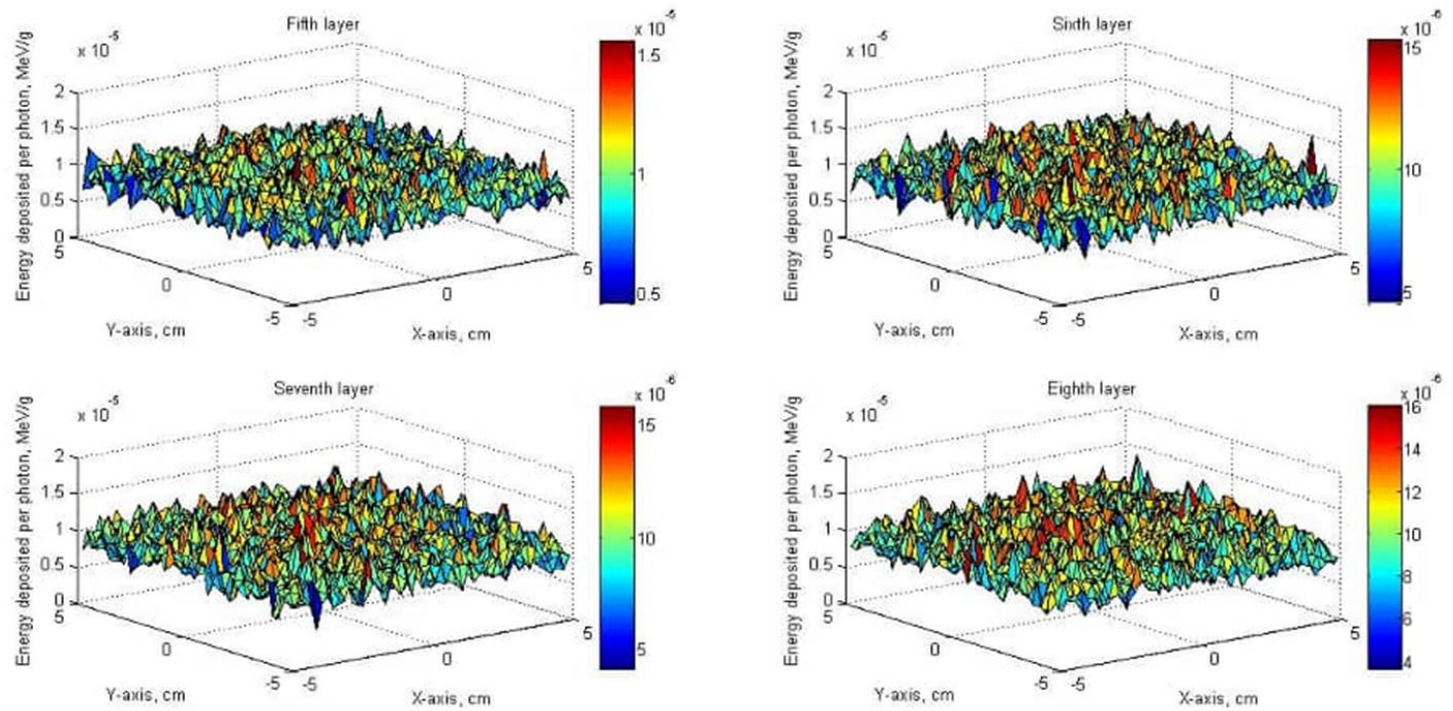 Fifth layer
x 10-5
x 10-6
Energy deposited per photon, MeV/g
2
1.5
1
0.5
0
5
0
-5
-5
0
5
Y-axis, cm
X-axis, cm
1.5
1
0.5
Sixth layer
x 10-5
x 10-6
Energy deposited per photon, MeV/g
2
1.5
1
0.5
0
5
0
-5
-5
0
5
Y-axis, cm
X-axis, cm
15
10
5
Seventh layer
x 10-5
x 10-6
Energy deposited per photon, MeV/g
2
1.5
1
0.5
0
5
0
-5
-5
0
5
Y-axis, cm
X-axis, cm
15
10
5
Eighth layer
x 10-5
x 10-6
Energy deposited per photon, MeV/g
2
1.5
1
0.5
0
5
0
-5
-5
0
5
Y-axis, cm
X-axis, cm
16
14
12
10
8
6
4